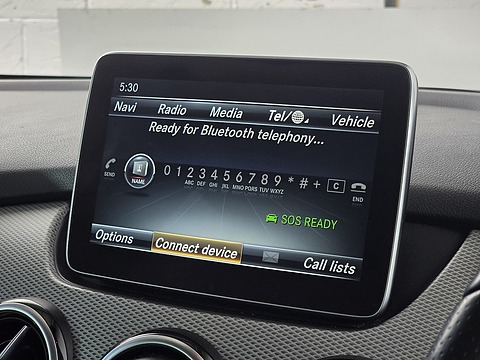 5:30
Navi Radio Media Tel/ Vehicle
Ready for Bluetooth telephony...
SEND NAME 0 1 2 3 4 5 6 7 8 9 * # + C END
ABC DEF GHI JKL MNO PQRS TUV WXYZ
SOS READY
Options Connect device Call lists